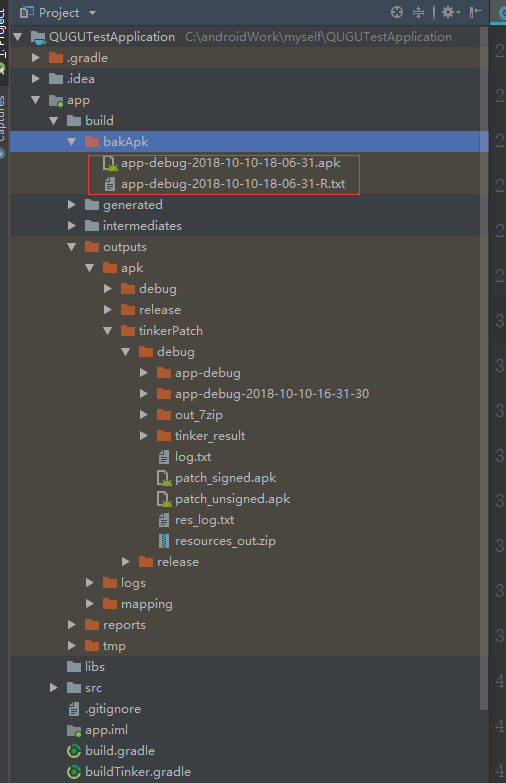 Project
1: Project
captures
QUGUTestApplication C:\androidWork\myself\QUGUTestApplication
.gradle
.idea
app
build
bakApk
app-debug-2018-10-10-18-06-31.apk
app-debug-2018-10-10-18-06-31-R.txt
generated
intermediates
outputs
apk
debug
release
tinkerPatch
debug
app-debug
app-debug-2018-10-10-16-31-30
out_7zip
tinker_result
log.txt
patch_signed.apk
patch_unsigned.apk
res_log.txt
resources_out.zip
release
logs
mapping
reports
tmp
libs
src
.gitignore
app.iml
build.gradle
buildTinker.gradle
2
2
2
2
2
2
3
3
3
3
3
3
3
3
4
4
4